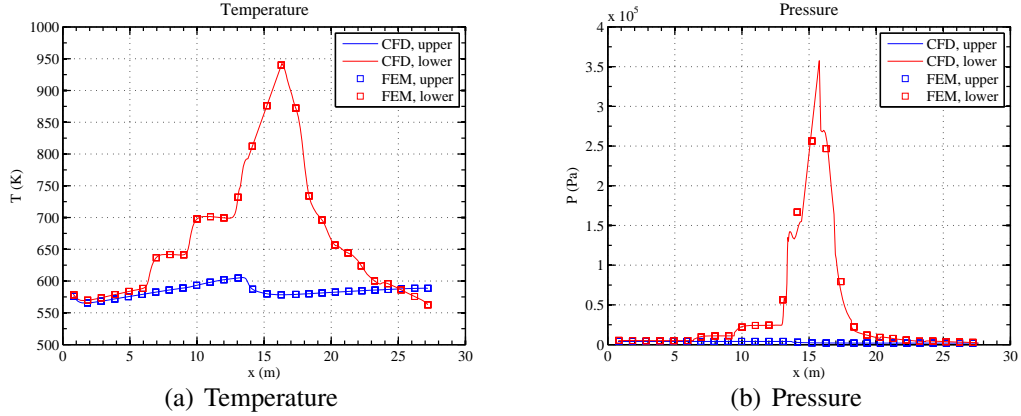 Temperature
1000
950
900
850
800
750
700
650
600
550
500
T (K)
0 5 10 15 20 25 30
x (m)
CFD, upper
CFD, lower
FEM, upper
FEM, lower
(a) Temperature
Pressure
x 10^5
4
3.5
3
2.5
2
1.5
1
0.5
0
P (Pa)
0 5 10 15 20 25 30
x (m)
CFD, upper
CFD, lower
FEM, upper
FEM, lower
(b) Pressure